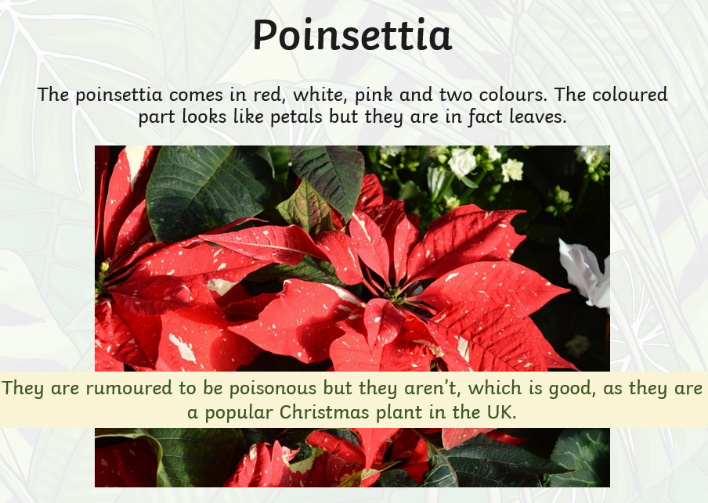 Poinsettia
The poinsettia comes in red, white, pink and two colours. The coloured
part looks like petals but they are in fact leaves.
They are rumoured to be poisonous but they aren't, which is good, as they are
a popular Christmas plant in the UK.